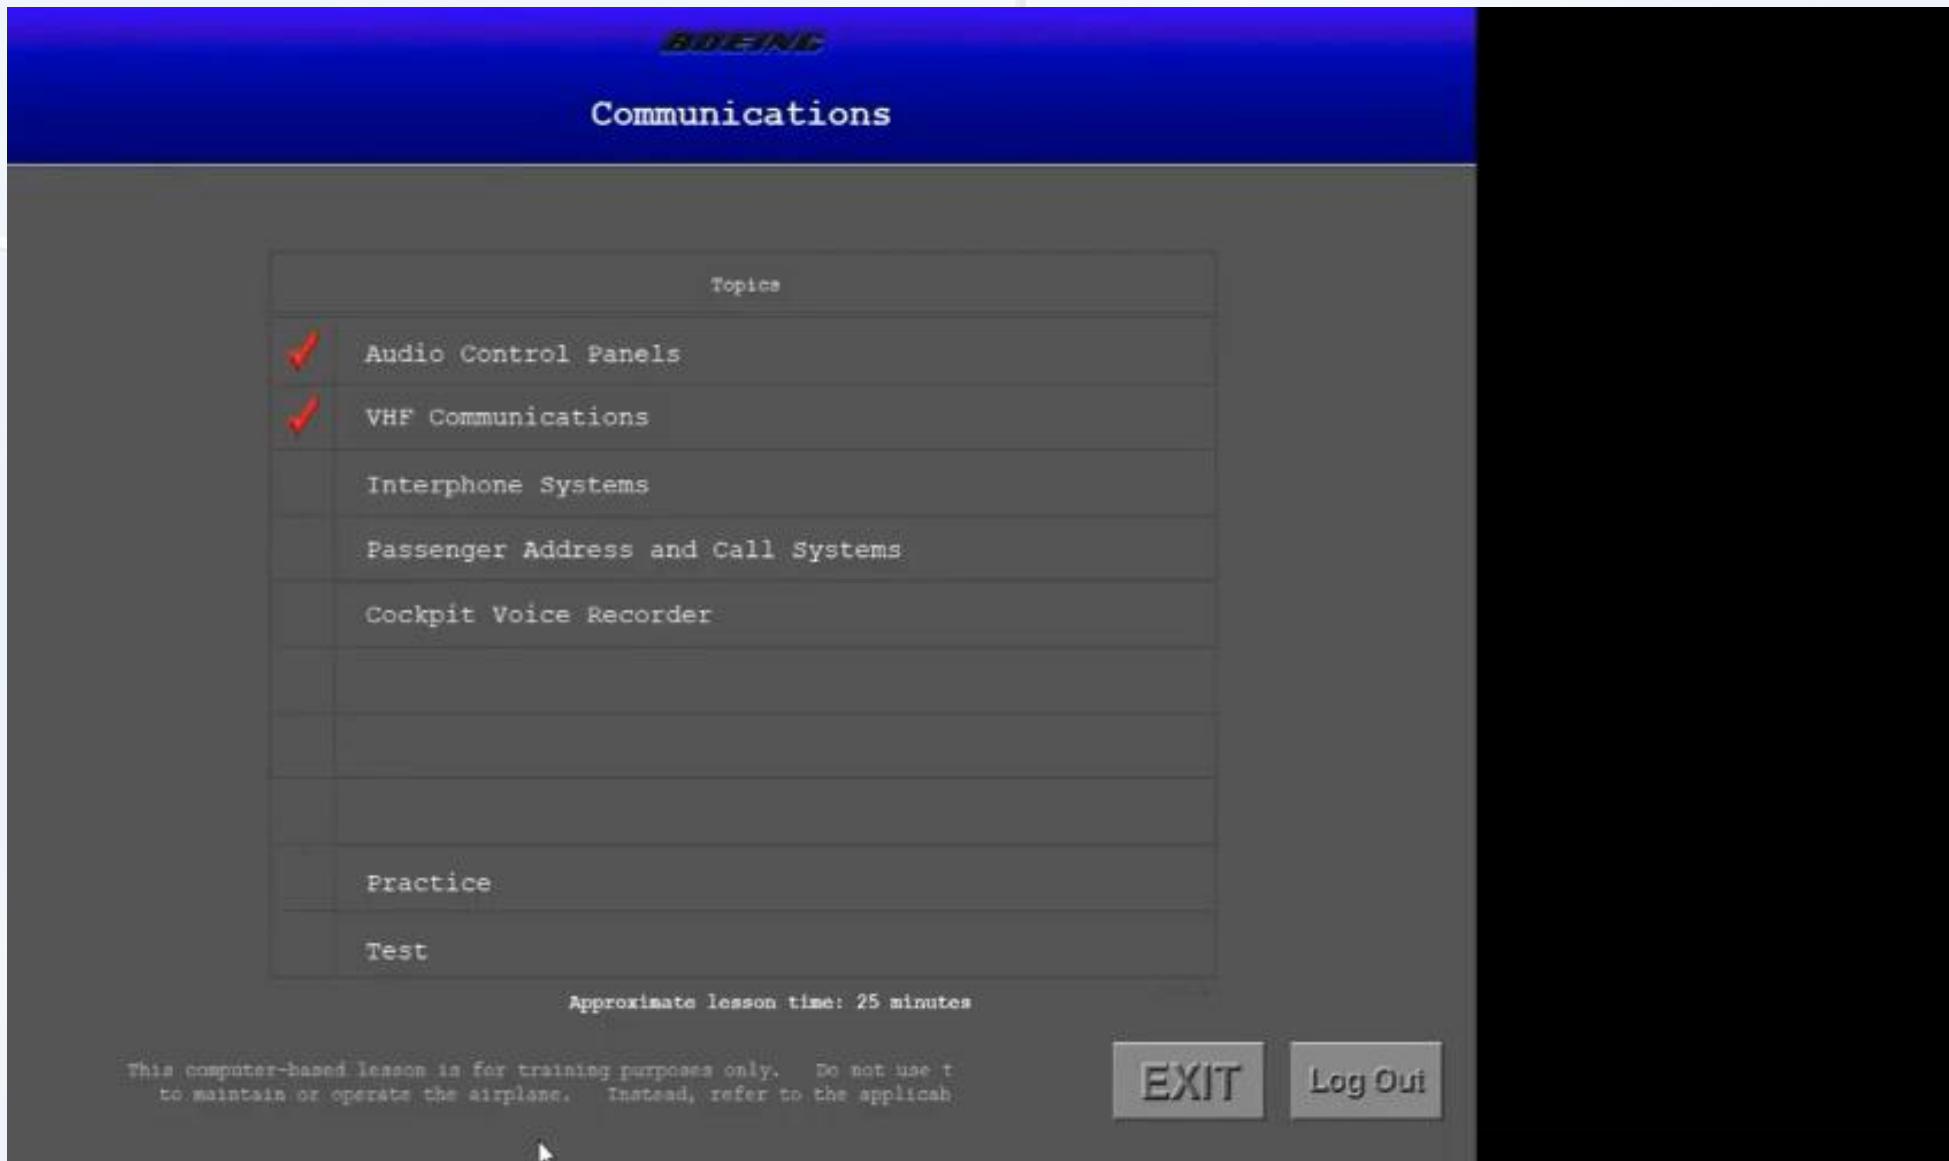 BOEING
Communications
Topics
Audio Control Panels
VHF Communications
Interphone Systems
Passenger Address and Call Systems
Cockpit Voice Recorder
Practice
Test
Approximate lesson time: 25 minutes
This computer-based lesson is for training purposes only. Do not use t
to maintain or operate the airplane. Instead, refer to the applicab
EXIT
Log Out